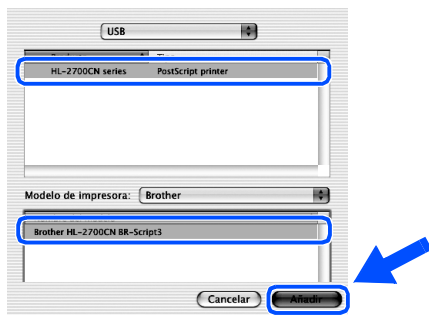 USB
HL-2700CN series PostScript printer
Modelo de impresora: Brother
Brother HL-2700CN BR-Script3
Cancelar Añadir